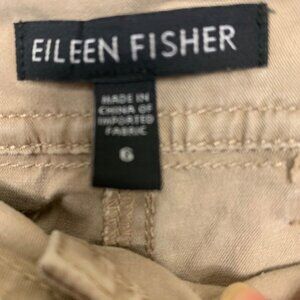 EILEEN FISHER
MADE IN
CHINA OF
IMPORTED
FABRIC
6